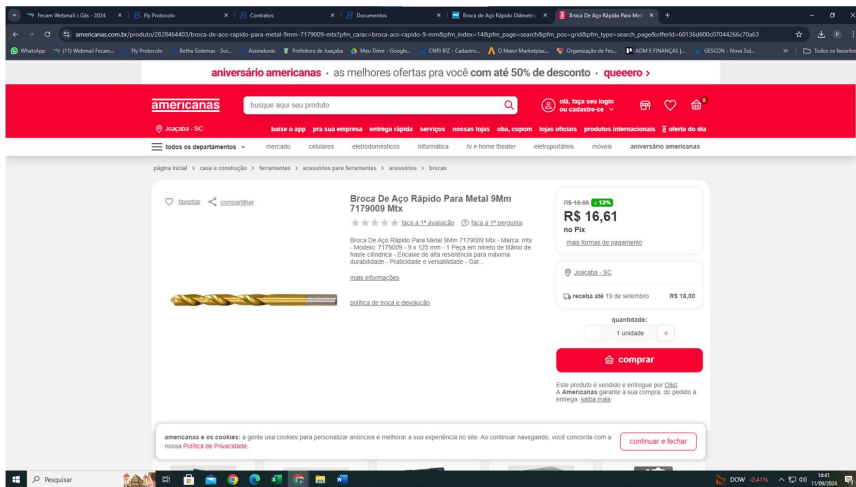 Fecam Webmail :: Gás - 2024
Fly Protocolo
Contratos
Documentos
Broca de Aço Rápido Diâmetro
Broca De Aço Rápido Para Met
americanas.com.br/produto/2828464403/broca-de-aco-rapido-para-metal-9mm-7179009-mtx?pfm_carac=broca-aco-rapido-9-mm&pfm_index=14&pfm_page=search&pfm_pos=grid&pfm_type=search_page&offerId=60136d600c07044266c70a63
WhatsApp
(11) Webmail Fecam...
Fly Protocolo
Betha Sistemas - Suí...
Assinaturas
Prefeitura de Joaçaba
Meu Drive - Google...
CNPJ BIZ - Cadastro...
O Maior Marketplac...
Organização de Fes...
ADM E FINANÇAS |...
GESCON - Nova Sol...
Todos os favoritos
aniversário americanas · as melhores ofertas pra você com até 50% de desconto · queeero >
americanas
busque aqui seu produto
olá, faça seu login
ou cadastre-se
0
Joaçaba - SC
baixe o app pra sua empresa entrega rápida serviços nossas lojas oba, cupom lojas oficiais produtos internacionais oferta do dia
todos os departamentos mercado celulares eletrodomésticos informática tv e home theater eletroportáteis móveis aniversário americanas
página inicial > casa e construção > ferramentas > acessórios para ferramentas > acessórios > brocas
favoritar
compartilhar
Broca De Aço Rápido Para Metal 9Mm
7179009 Mtx
faça a 1ª avaliação
faça a 1ª pergunta
Broca De Aço Rápido Para Metal 9Mm 7179009 Mtx - Marca: mtx
- Modelo: 7179009 - 9 x 125 mm - 1 Peça em nitreto de titânio de
haste cilíndrica - Encaixe de alta resistência para máxima
durabilidade - Praticidade e versatilidade - Gar...
mais informações
política de troca e devolução
R$ 18,88 12%
R$ 16,61
no Pix
mais formas de pagamento
Joaçaba - SC
receba até 19 de setembro R$ 18,00
quantidade:
- 1 unidade +
comprar
Este produto é vendido e entregue por Olist.
A Americanas garante a sua compra, do pedido à
entrega. saiba mais
americanas e os cookies: a gente usa cookies para personalizar anúncios e melhorar a sua experiência no site. Ao continuar navegando, você concorda com a
nossa Política de Privacidade.
continuar e fechar
Pesquisar
DOW -0.41%
14:41
11/09/2024